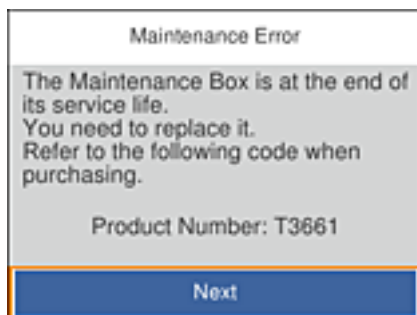 Maintenance Error
The Maintenance Box is at the end of
its service life.
You need to replace it.
Refer to the following code when
purchasing.
Product Number: T3661
Next